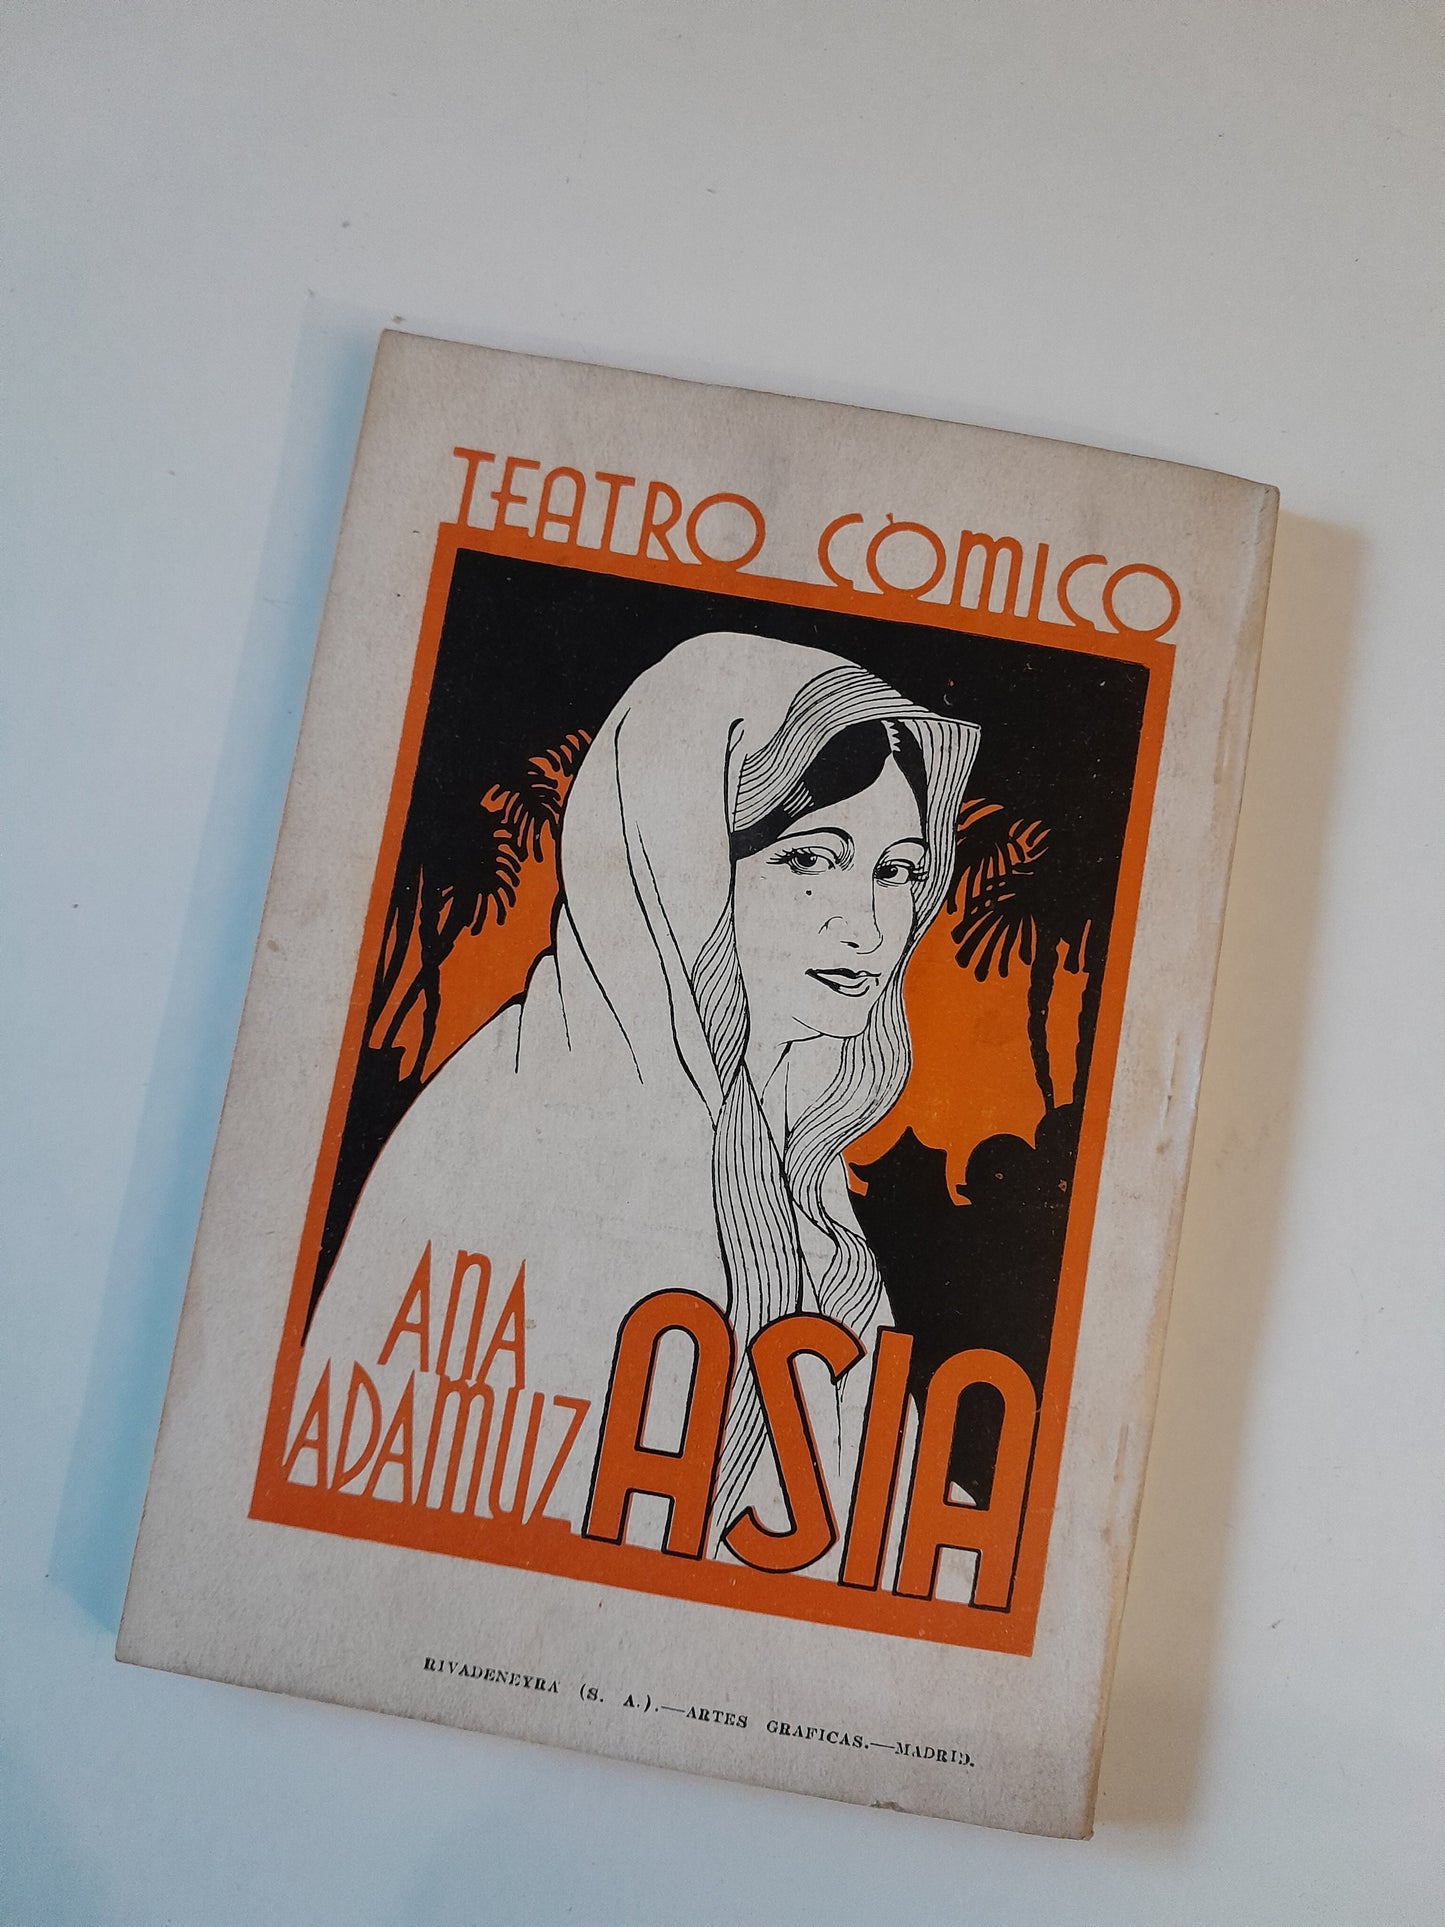 TEATRO CÓMICO
ANA
ADAMUZ
ASIA
RIVADENEYRA (S. A.).—ARTES GRAFICAS.—MADRID.